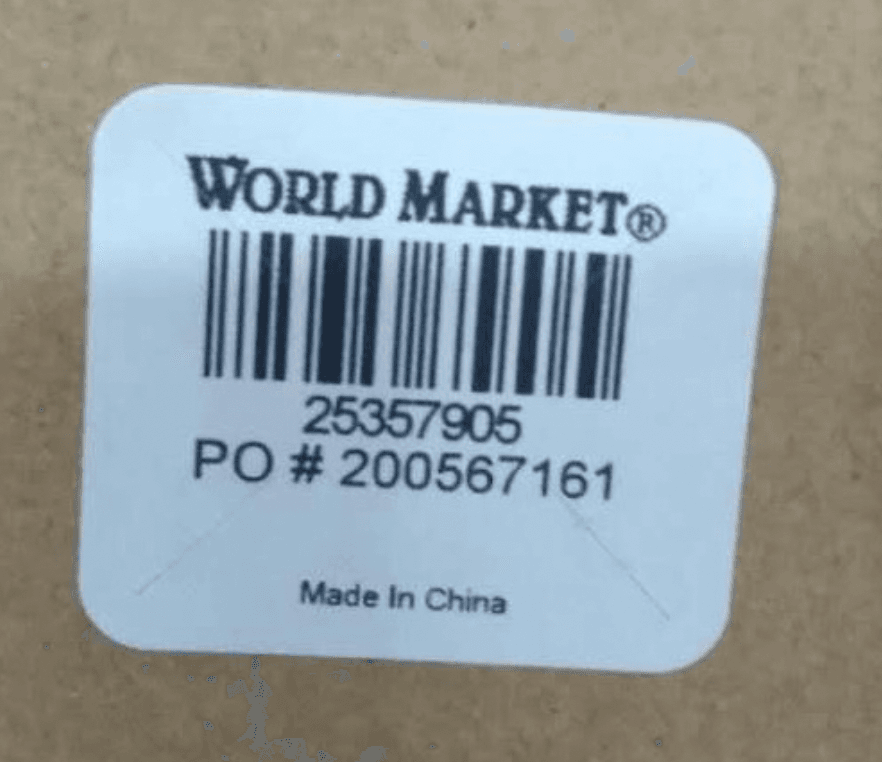 WORLD MARKET®
25357905
PO # 200567161
Made In China